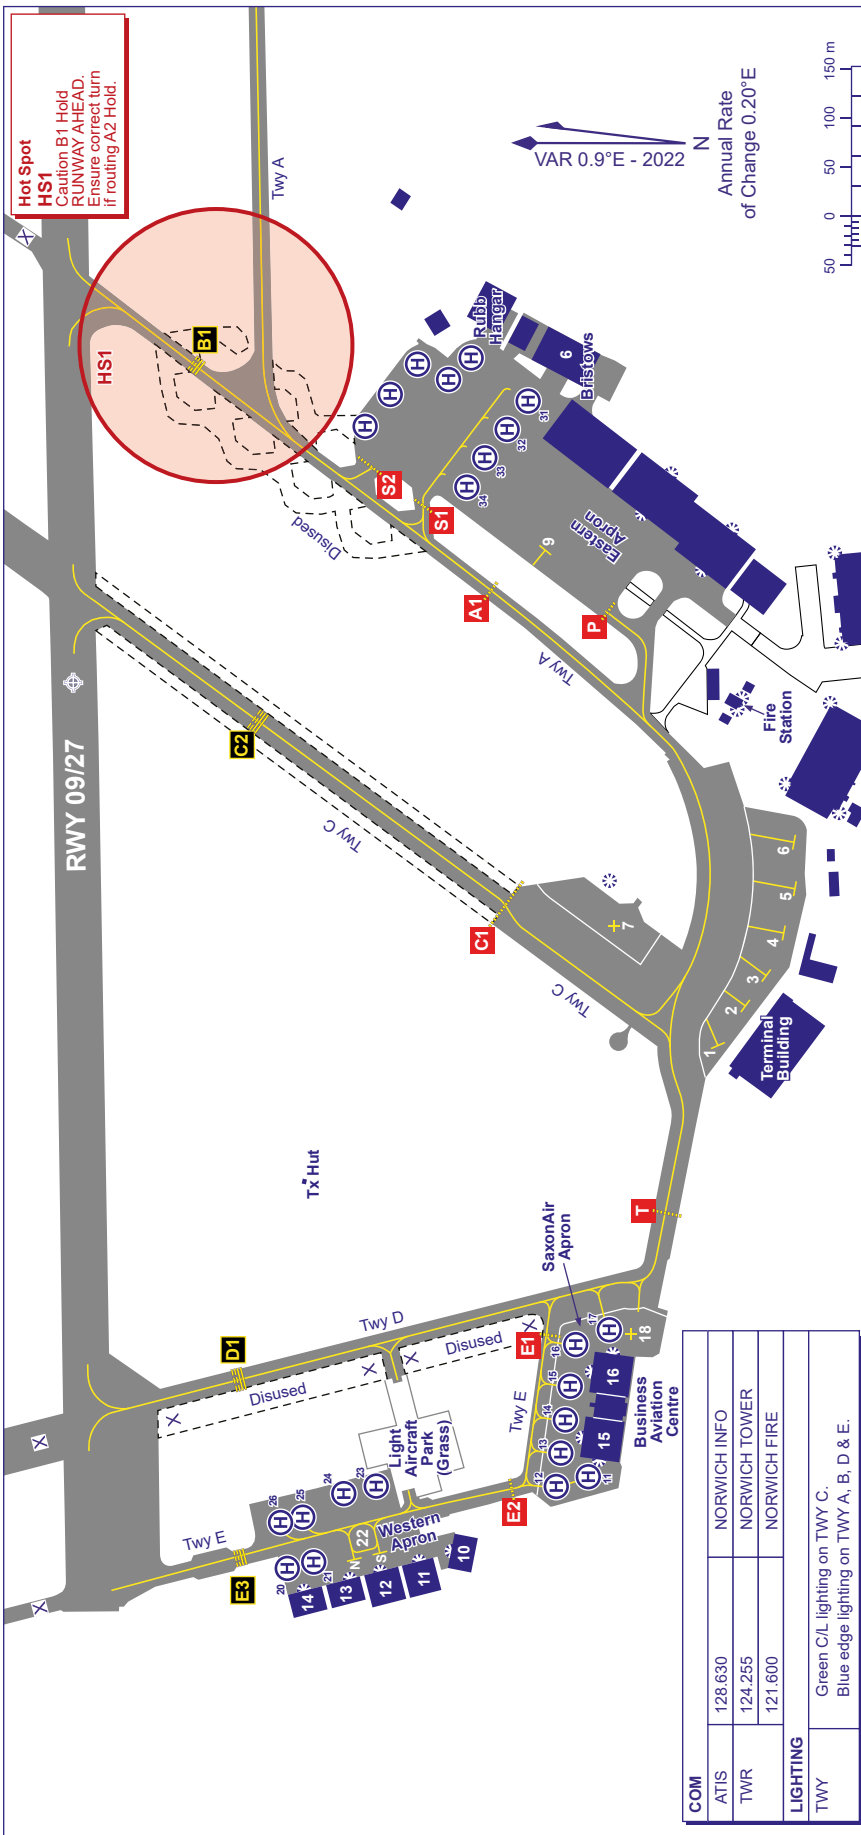 Hot Spot
HS1
Caution B1 Hold
RUNWAY AHEAD.
Ensure correct turn
if routing A2 Hold.
X
X
X
RWY 09/27
HS1
B1
Twy A
VAR 0.9°E - 2022
N
Annual Rate
of Change 0.20°E
50
0
50
100
150 m
Disused
S2
S1
A1
P
Twy A
H
H
H
H
H
H
31
H
32
H
33
H
34
Rubb
Hangar
6
Bristows
Eastern
Apron
9
Fire
Station
C2
Twy C
C1
Twy C
7
1
2
3
4
5
6
Terminal
Building
Tx Hut
T
D1
Twy D
Disused
X
X
X
Disused
X
SaxonAir
Apron
E1
Twy E
E2
H
11
H
12
H
13
H
14
H
15
H
16
H
17
18
15
16
Business
Aviation
Centre
Light
Aircraft
Park
(Grass)
Western
Apron
Twy E
E3
H
20
H
21
22
N
S
H
23
H
24
H
25
H
26
14
13
12
11
10
COM
ATIS 128.630 NORWICH INFO
TWR 124.255 NORWICH TOWER
121.600 NORWICH FIRE
LIGHTING
TWY Green C/L lighting on TWY C.
Blue edge lighting on TWY A, B, D & E.